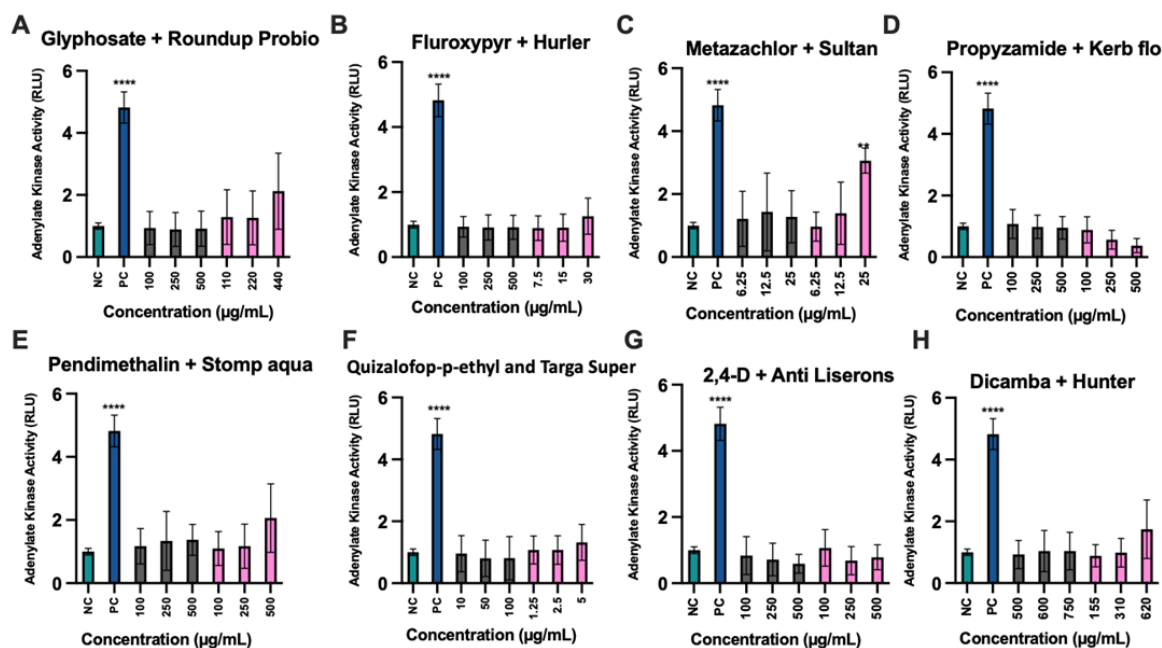 A
Glyphosate + Roundup Probio
Adenylate Kinase Activity (RLU)
6
4
2
0
****
NC
PC
100
250
500
110
220
440
Concentration (µg/mL)
B
Fluroxypyr + Hurler
Adenylate Kinase Activity (RLU)
6
4
2
0
****
NC
PC
100
250
500
7.5
15
30
Concentration (µg/mL)
C
Metazachlor + Sultan
Adenylate Kinase Activity (RLU)
6
4
2
0
****
**
NC
PC
6.25
12.5
25
6.25
12.5
25
Concentration (µg/mL)
D
Propyzamide + Kerb flo
Adenylate Kinase Activity (RLU)
6
4
2
0
****
NC
PC
100
250
500
100
250
500
Concentration (µg/mL)
E
Pendimethalin + Stomp aqua
Adenylate Kinase Activity (RLU)
6
4
2
0
****
NC
PC
100
250
500
100
250
500
Concentration (µg/mL)
F
Quizalofop-p-ethyl and Targa Super
Adenylate Kinase Activity (RLU)
6
4
2
0
****
NC
PC
10
50
100
1.25
2.5
5
Concentration (µg/mL)
G
2,4-D + Anti Liserons
Adenylate Kinase Activity (RLU)
6
4
2
0
****
NC
PC
100
250
500
100
250
500
Concentration (µg/mL)
H
Dicamba + Hunter
Adenylate Kinase Activity (RLU)
6
4
2
0
****
NC
PC
500
600
750
155
310
620
Concentration (µg/mL)